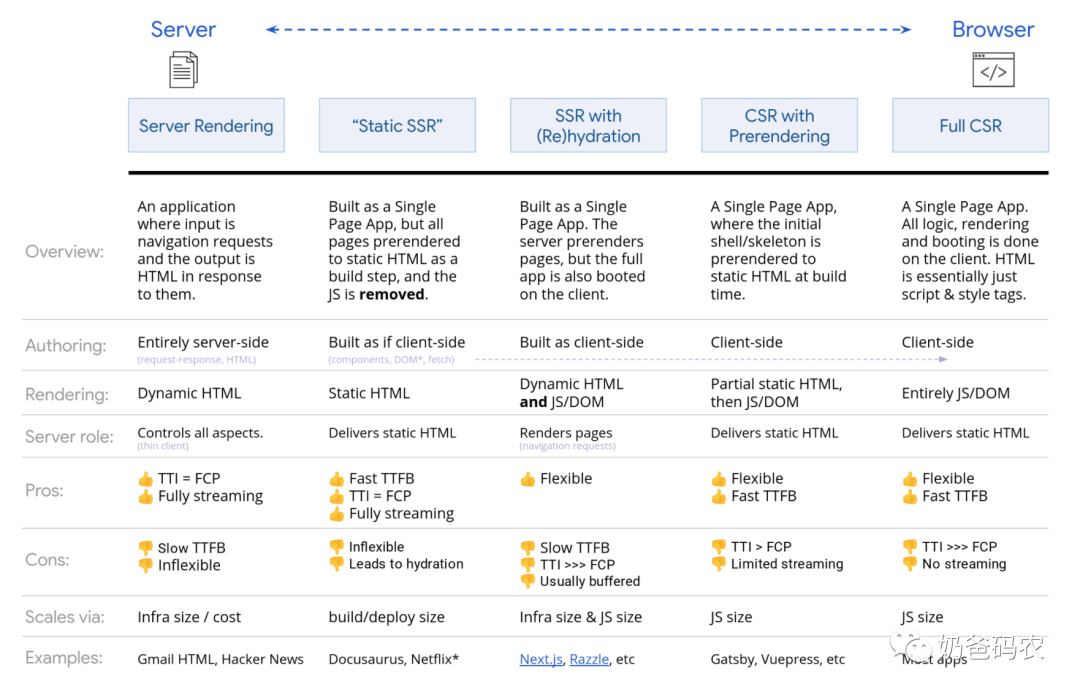 Server
Browser
</>
Server Rendering
"Static SSR"
SSR with
(Re)hydration
CSR with
Prerendering
Full CSR
Overview:
An application
where input is
navigation requests
and the output is
HTML in response
to them.
Built as a Single
Page App, but all
pages prerendered
to static HTML as a
build step, and the
JS is removed.
Built as a Single
Page App. The
server prerenders
pages, but the full
app is also booted
on the client.
A Single Page App,
where the initial
shell/skeleton is
prerendered to
static HTML at build
time.
A Single Page App.
All logic, rendering
and booting is done
on the client. HTML
is essentially just
script & style tags.
Authoring:
Entirely server-side
(request-response, HTML)
Built as if client-side
(components, DOM*, fetch)
Built as client-side
Client-side
Client-side
Rendering:
Dynamic HTML
Static HTML
Dynamic HTML
and JS/DOM
Partial static HTML,
then JS/DOM
Entirely JS/DOM
Server role:
Controls all aspects.
(thin client)
Delivers static HTML
Renders pages
(navigation requests)
Delivers static HTML
Delivers static HTML
Pros:
👍 TTI = FCP
👍 Fully streaming
👍 Fast TTFB
👍 TTI = FCP
👍 Fully streaming
👍 Flexible
👍 Flexible
👍 Fast TTFB
👍 Flexible
👍 Fast TTFB
Cons:
👎 Slow TTFB
👎 Inflexible
👎 Inflexible
👎 Leads to hydration
👎 Slow TTFB
👎 TTI >>> FCP
👎 Usually buffered
👎 TTI > FCP
👎 Limited streaming
👎 TTI >>> FCP
👎 No streaming
Scales via:
Infra size / cost
build/deploy size
Infra size & JS size
JS size
JS size
Examples:
Gmail HTML, Hacker News
Docusaurus, Netflix*
Next.js, Razzle, etc
Gatsby, Vuepress, etc
Most apps
奶爸码农